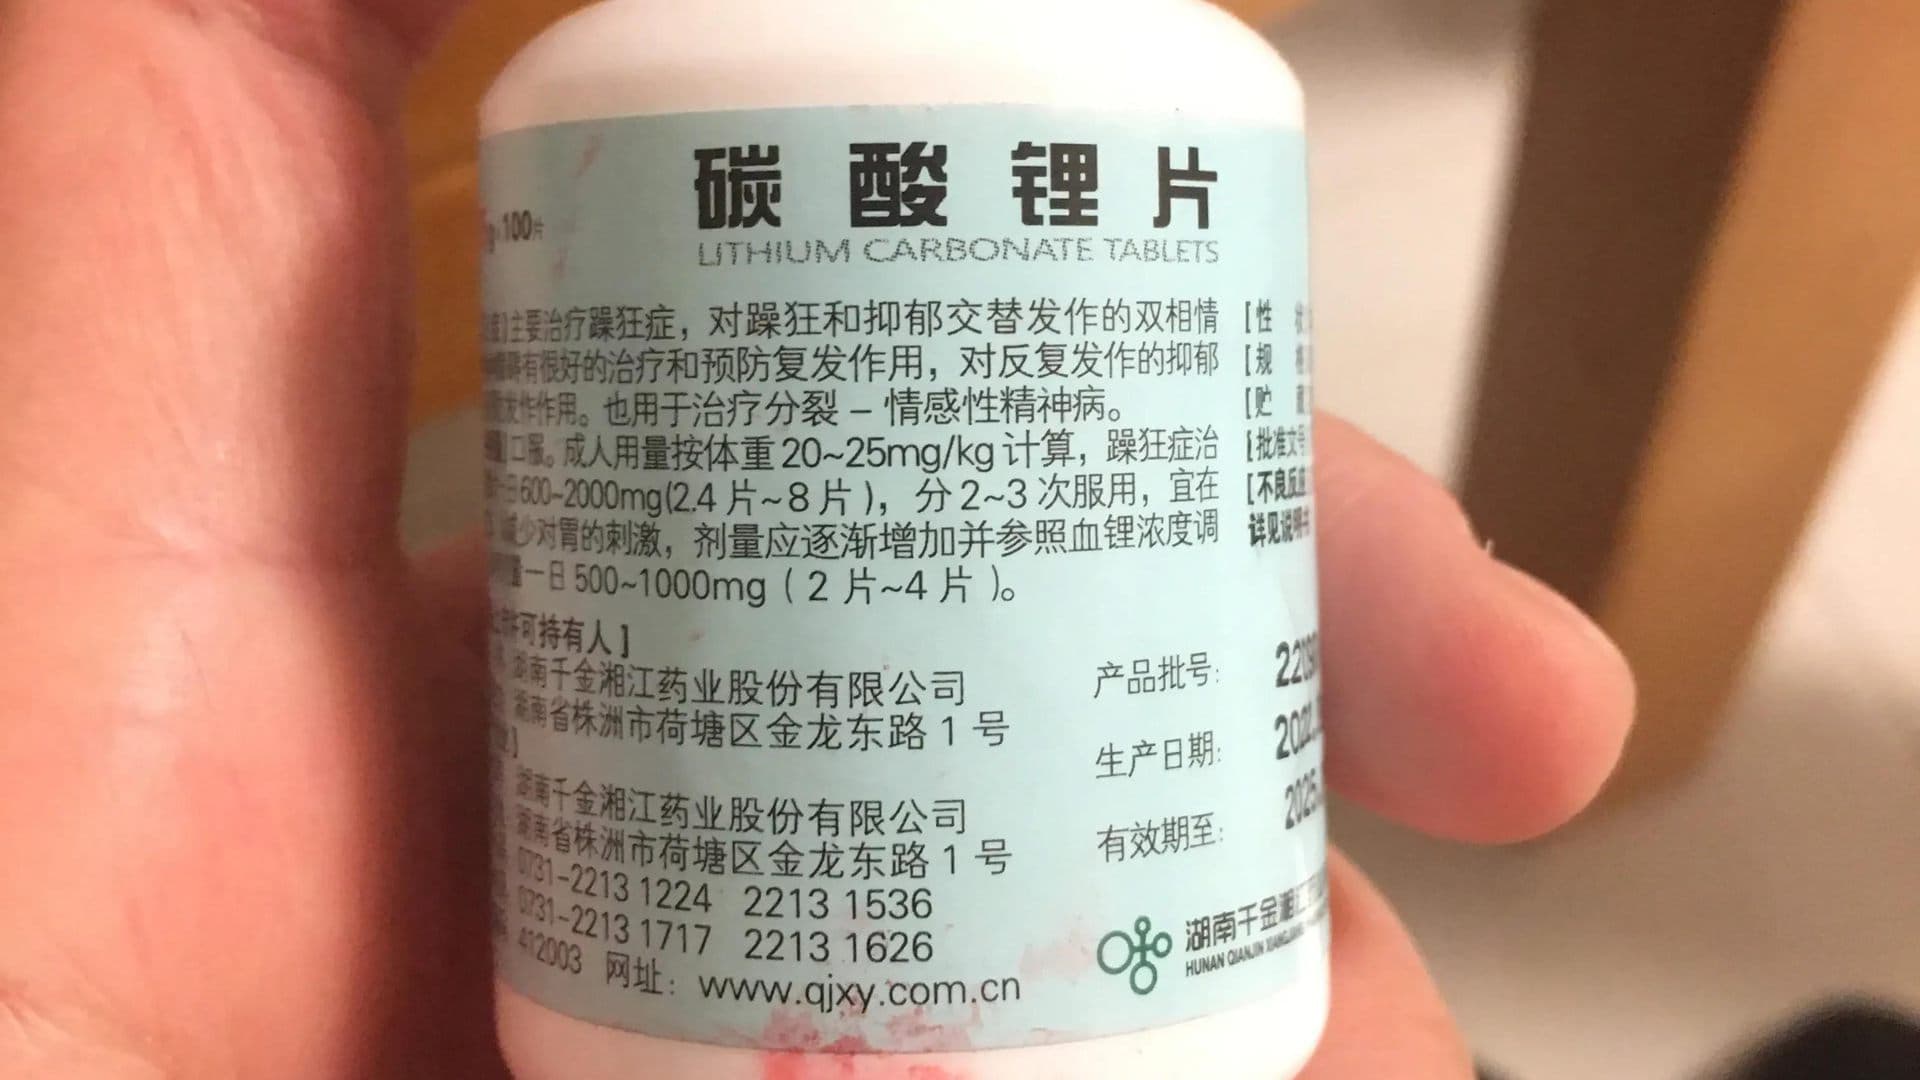 碳酸锂片
LITHIUM CARBONATE TABLETS
100片
主要治疗躁狂症，对躁狂和抑郁交替发作的双相情
有很好的治疗和预防复发作用，对反复发作的抑郁
发作作用。也用于治疗分裂–情感性精神病。
口服。成人用量按体重20~25mg/kg计算，躁狂症治
一日600~2000mg(2.4片~8片)，分2~3次服用，宜在
减少对胃的刺激，剂量应逐渐增加并参照血锂浓度调
一日500~1000mg(2片~4片)。
许可持有人]
湖南千金湘江药业股份有限公司
湖南省株洲市荷塘区金龙东路1号
湖南千金湘江药业股份有限公司
湖南省株洲市荷塘区金龙东路1号
0731-2213 1224 2213 1536
0731-2213 1717 2213 1626
412003 网址：www.qjxy.com.cn
[性
[规
[贮
[批准文号
[不良反应
详见说明书
产品批号：
生产日期：
有效期至：
湖南千金湘江
HUNAN QIANJIN XIANGJIANG